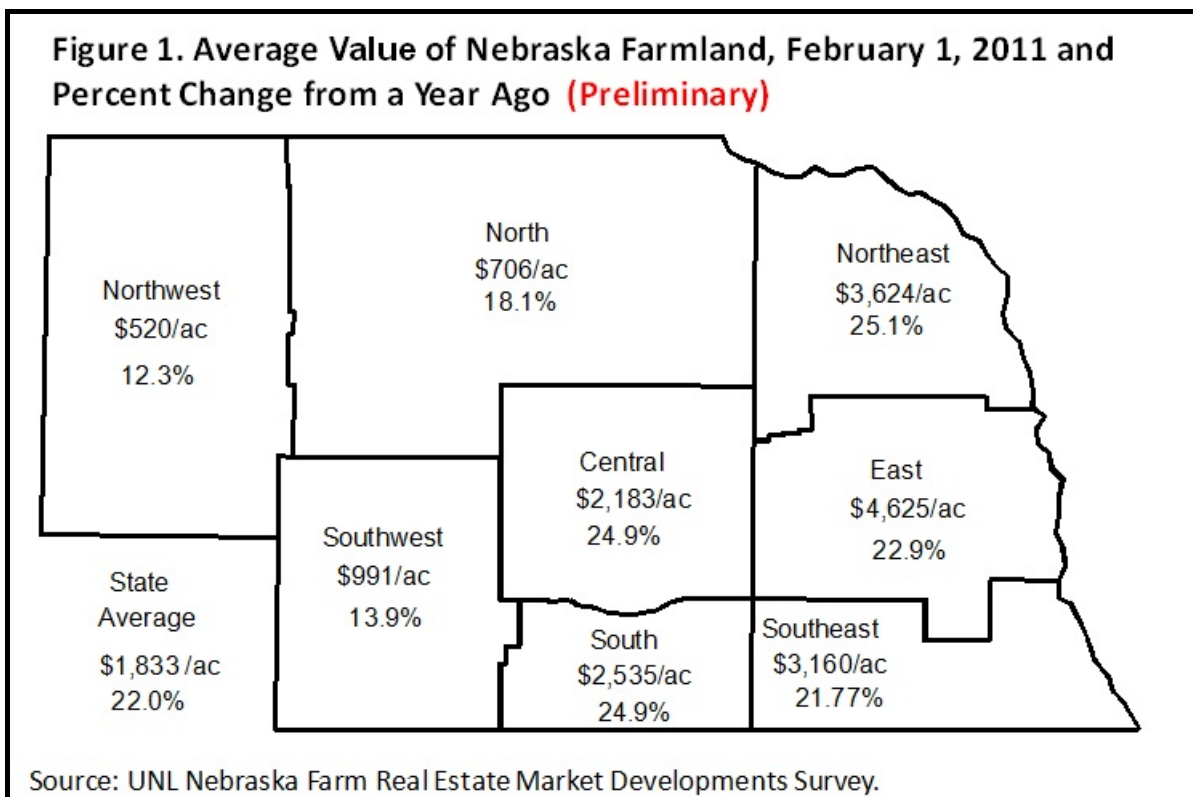 Figure 1. Average Value of Nebraska Farmland, February 1, 2011 and
Percent Change from a Year Ago (Preliminary)
Northwest
$520/ac
12.3%
North
$706/ac
18.1%
Northeast
$3,624/ac
25.1%
Central
$2,183/ac
24.9%
East
$4,625/ac
22.9%
Southwest
$991/ac
13.9%
State
Average
$1,833/ac
22.0%
South
$2,535/ac
24.9%
Southeast
$3,160/ac
21.77%
Source: UNL Nebraska Farm Real Estate Market Developments Survey.